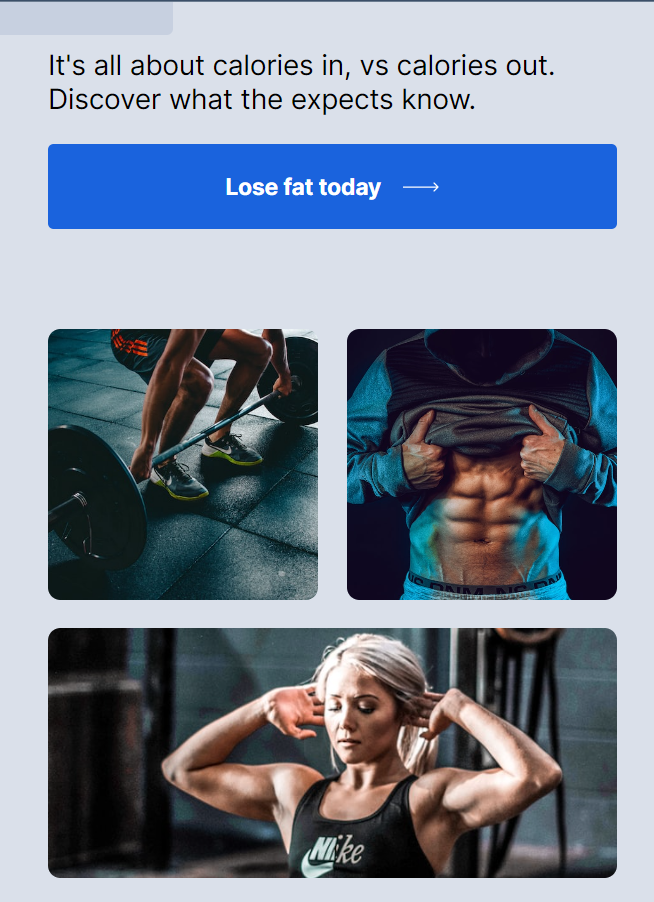 It's all about calories in, vs calories out.
Discover what the expects know.
Lose fat today
Nike